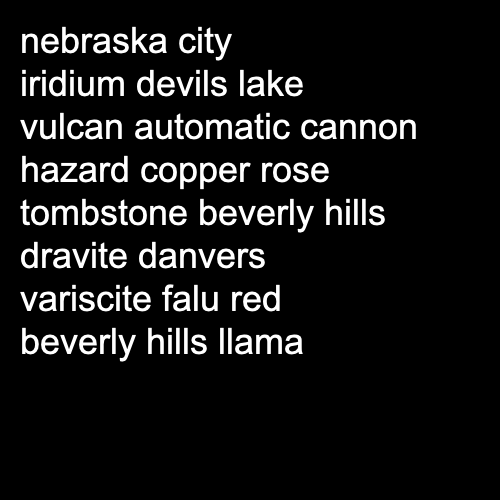 nebraska city
iridium devils lake
vulcan automatic cannon
hazard copper rose
tombstone beverly hills
dravite danvers
variscite falu red
beverly hills llama